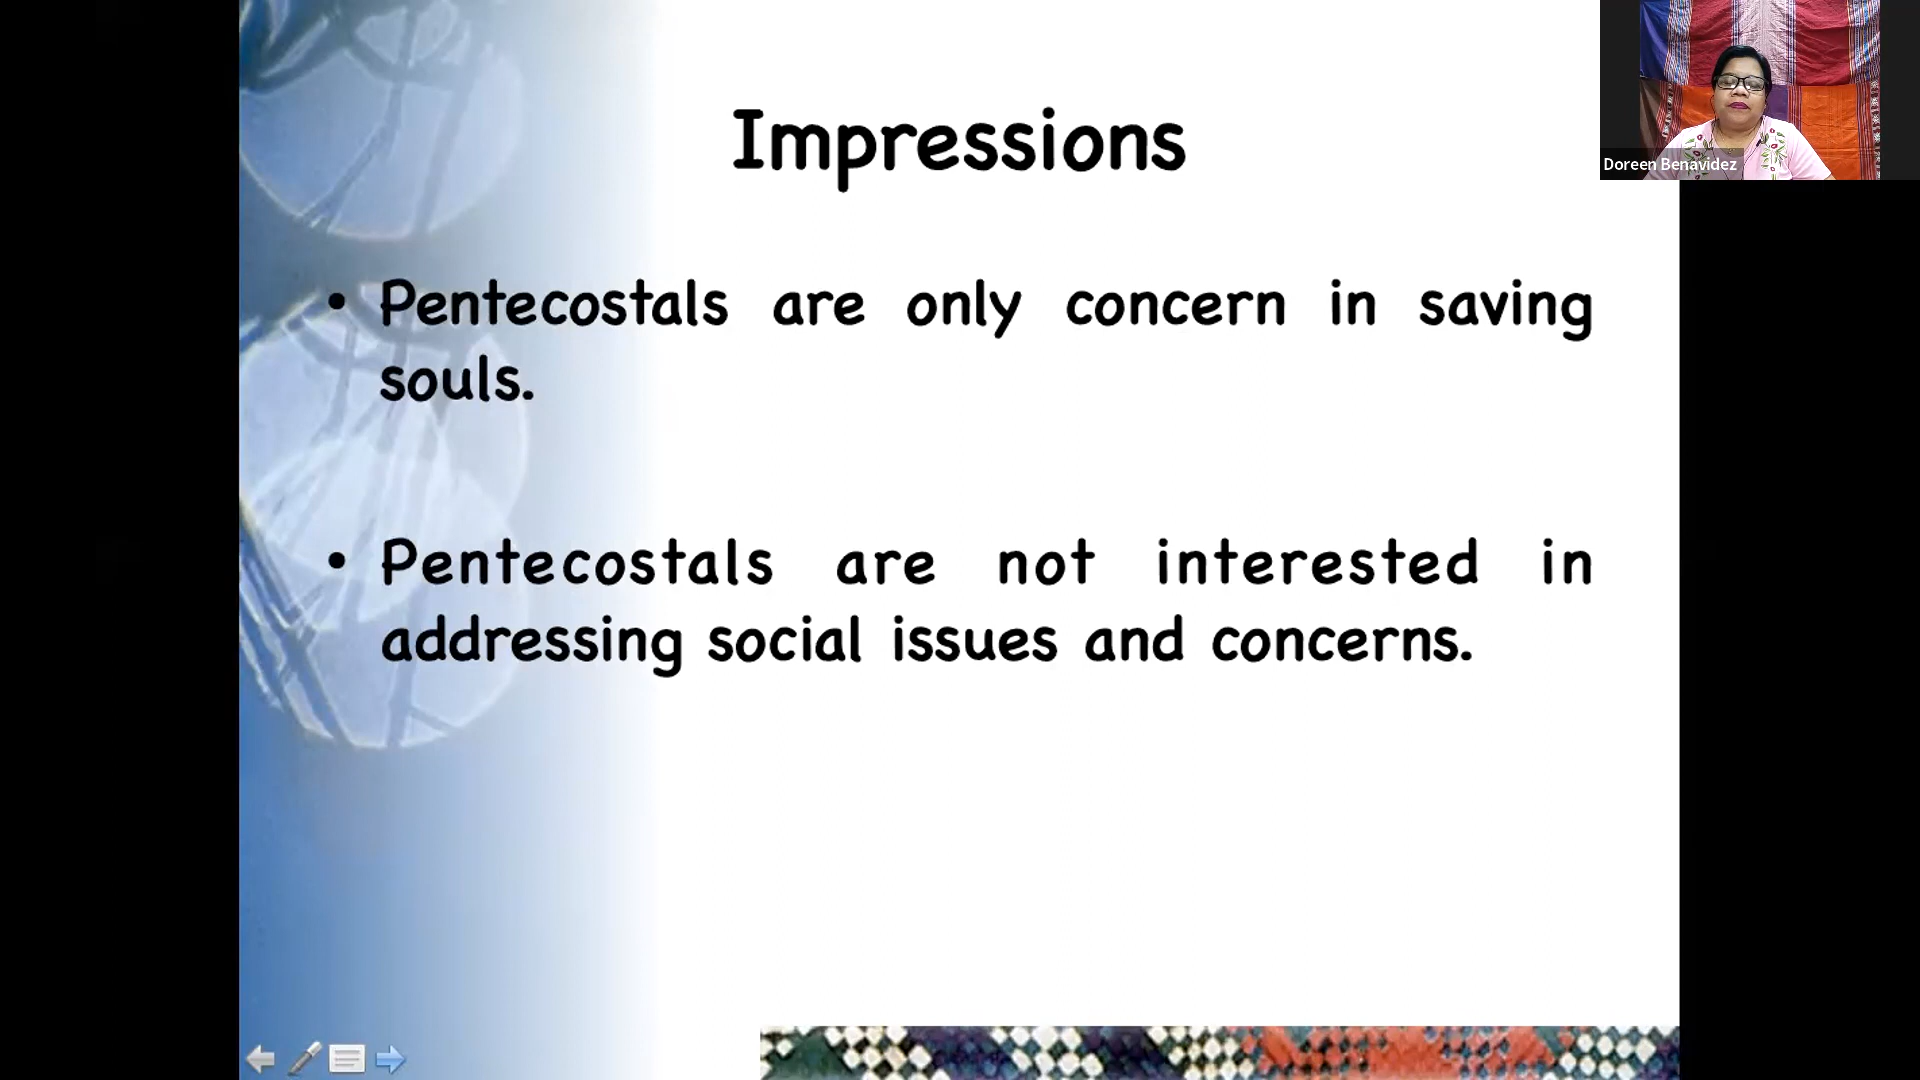 Impressions
• Pentecostals are only concern in saving
souls.
• Pentecostals are not interested in
addressing social issues and concerns.
Doreen Benavidez